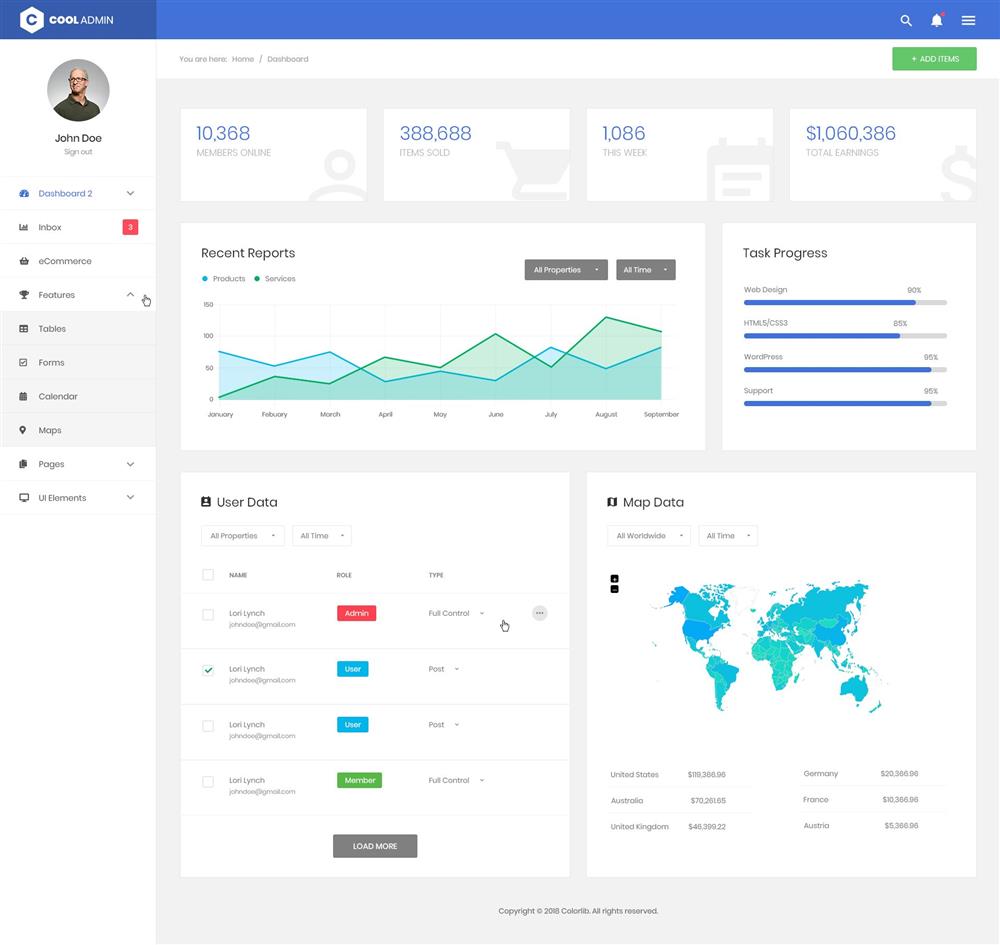 COOL ADMIN
You are here: Home / Dashboard
+ ADD ITEMS
John Doe
Sign out
Dashboard 2
Inbox
3
eCommerce
Features
Tables
Forms
Calendar
Maps
Pages
UI Elements
10,368
MEMBERS ONLINE
388,688
ITEMS SOLD
1,086
THIS WEEK
$1,060,386
TOTAL EARNINGS
Recent Reports
Products Services
All Properties All Time
150
100
50
0
January Febuary March April May June July August September
Task Progress
Web Design 90%
HTML5/CSS3 85%
WordPress 95%
Support 95%
User Data
All Properties All Time
NAME ROLE TYPE
Lori Lynch Admin Full Control
johndoe@gmail.com
Lori Lynch User Post
johndoe@gmail.com
Lori Lynch User Post
johndoe@gmail.com
Lori Lynch Member Full Control
johndoe@gmail.com
LOAD MORE
Map Data
All Worldwide All Time
United States $119,366.96
Australia $70,261.65
United Kingdom $46,399.22
Germany $20,366.96
France $10,366.96
Austria $5,366.96
Copyright © 2018 Colorlib. All rights reserved.